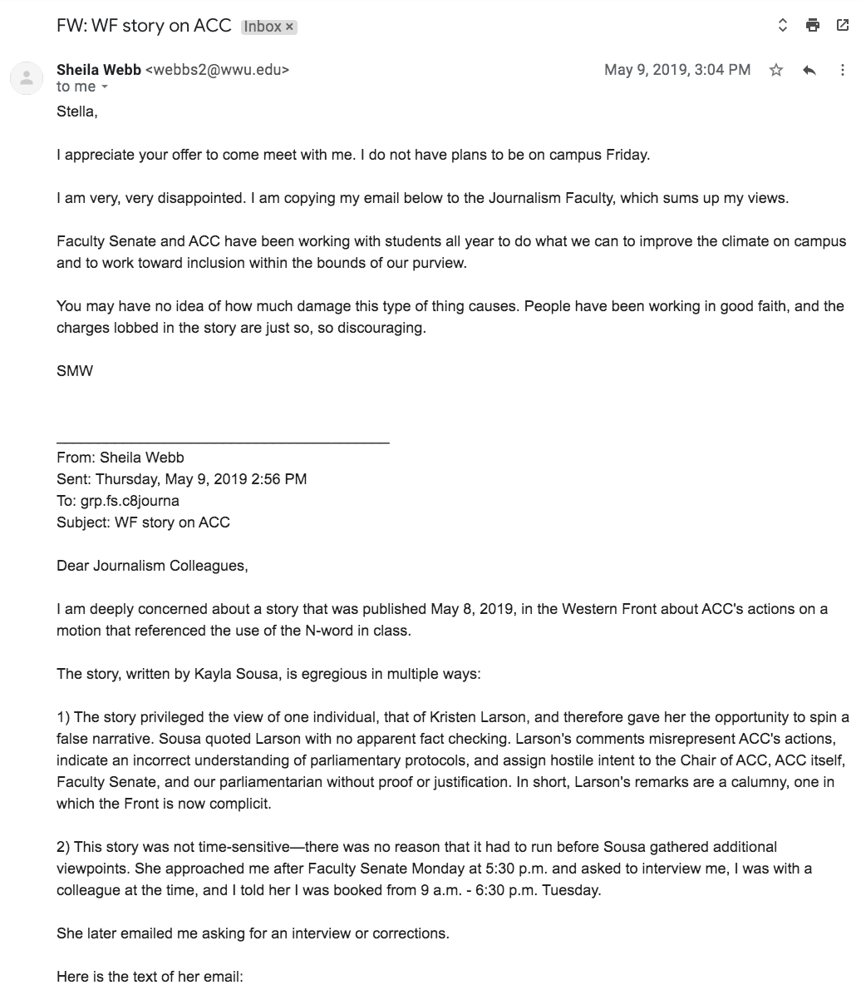 FW: WF story on ACC Inbox ×
Sheila Webb <webbs2@wwu.edu> May 9, 2019, 3:04 PM
to me
Stella,
I appreciate your offer to come meet with me. I do not have plans to be on campus Friday.
I am very, very disappointed. I am copying my email below to the Journalism Faculty, which sums up my views.
Faculty Senate and ACC have been working with students all year to do what we can to improve the climate on campus
and to work toward inclusion within the bounds of our purview.
You may have no idea of how much damage this type of thing causes. People have been working in good faith, and the
charges lobbed in the story are just so, so discouraging.
SMW
________________________________________
From: Sheila Webb
Sent: Thursday, May 9, 2019 2:56 PM
To: grp.fs.c8journa
Subject: WF story on ACC
Dear Journalism Colleagues,
I am deeply concerned about a story that was published May 8, 2019, in the Western Front about ACC's actions on a
motion that referenced the use of the N-word in class.
The story, written by Kayla Sousa, is egregious in multiple ways:
1) The story privileged the view of one individual, that of Kristen Larson, and therefore gave her the opportunity to spin a
false narrative. Sousa quoted Larson with no apparent fact checking. Larson's comments misrepresent ACC's actions,
indicate an incorrect understanding of parliamentary protocols, and assign hostile intent to the Chair of ACC, ACC itself,
Faculty Senate, and our parliamentarian without proof or justification. In short, Larson's remarks are a calumny, one in
which the Front is now complicit.
2) This story was not time-sensitive—there was no reason that it had to run before Sousa gathered additional
viewpoints. She approached me after Faculty Senate Monday at 5:30 p.m. and asked to interview me, I was with a
colleague at the time, and I told her I was booked from 9 a.m. - 6:30 p.m. Tuesday.
She later emailed me asking for an interview or corrections.
Here is the text of her email: